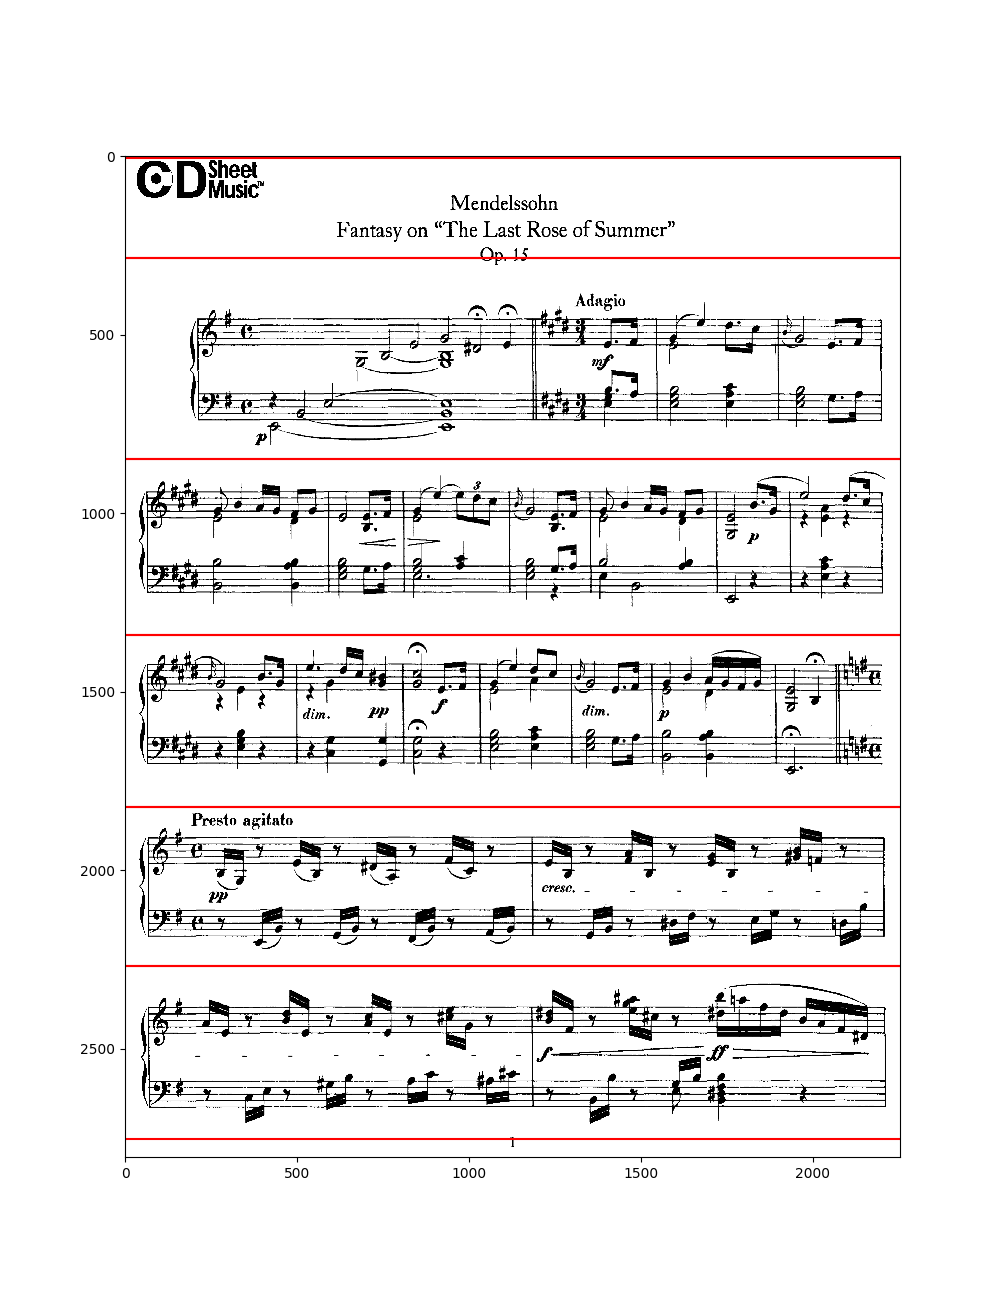 0
CD Sheet Music™
Mendelssohn
Fantasy on “The Last Rose of Summer”
Op. 15
Adagio
500
mf
p
3
1000
p
1500
dim.
pp
f
dim.
p
Presto agitato
2000
pp
cresc.
2500
f
ff
1
0 500 1000 1500 2000